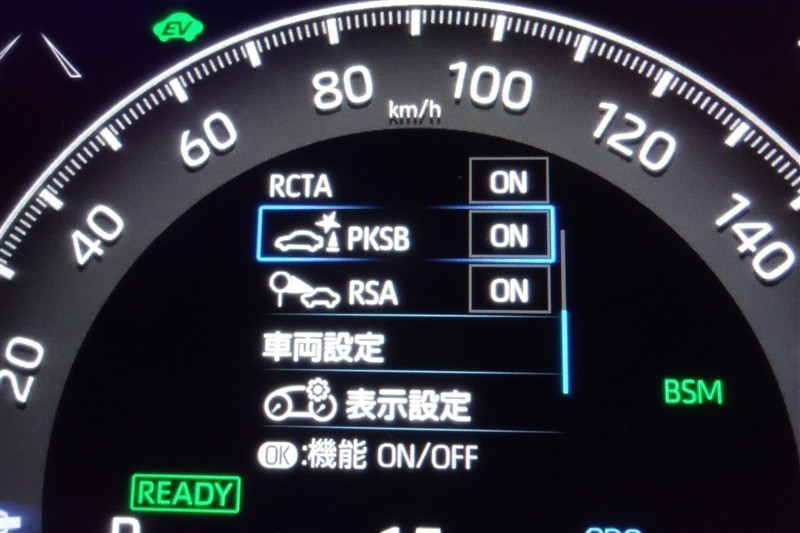 EV
80
100
km/h
60
120
RCTA ON
40
PKSB ON
140
RSA ON
車両設定
20
BSM
表示設定
OK:機能 ON/OFF
READY